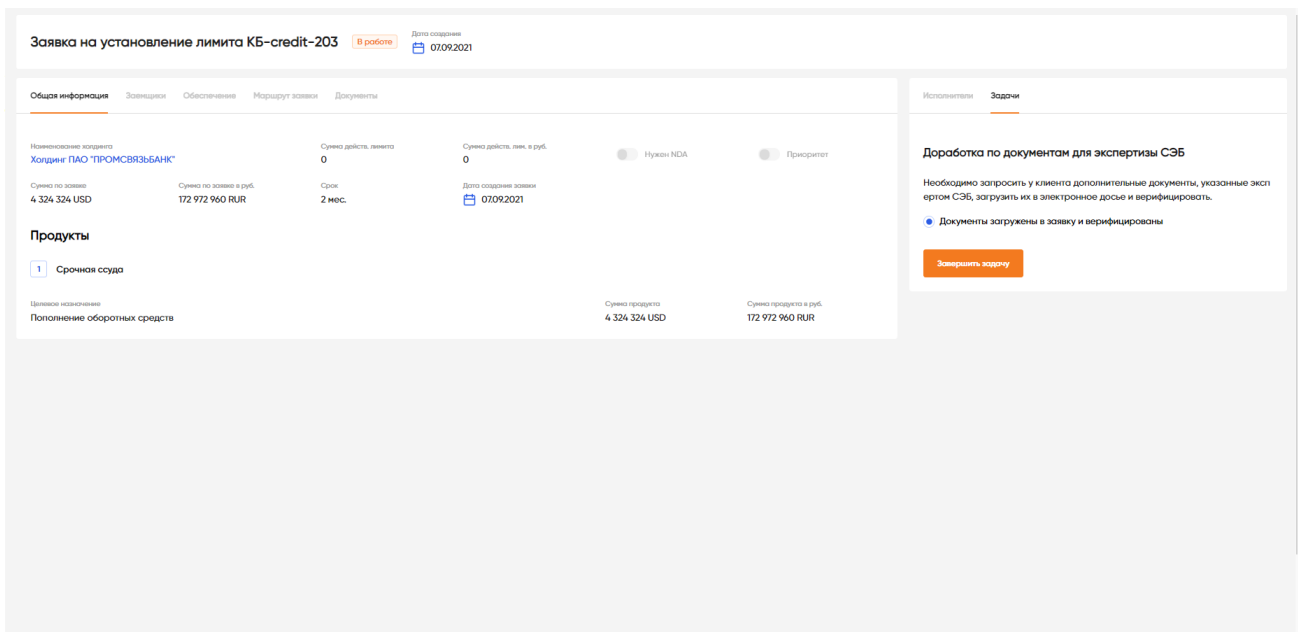 Заявка на установление лимита КБ-credit-203
В работе
Дата создания
07.09.2021
Общая информация
Заемщики
Обеспечения
Маршрут заявки
Документы
Наименование холдинга
Холдинг ПАО "ПРОМСВЯЗЬБАНК"
Сумма действ. лимита
0
Сумма действ. лим. в руб.
0
Нужен NDA
Приоритет
Сумма по заявке
4 324 324 USD
Сумма по заявке в руб.
172 972 960 RUR
Срок
2 мес.
Дата создания заявки
07.09.2021
Продукты
1
Срочная ссуда
Целевое назначение
Пополнение оборотных средств
Сумма продукта
4 324 324 USD
Сумма продукта в руб.
172 972 960 RUR
Исполнители
Задачи
Доработка по документам для экспертизы СЭБ
Необходимо запросить у клиента дополнительные документы, указанные эксп
ертом СЭБ, загрузить их в электронное досье и верифицировать.
Документы загружены в заявку и верифицированы
Завершить задачу